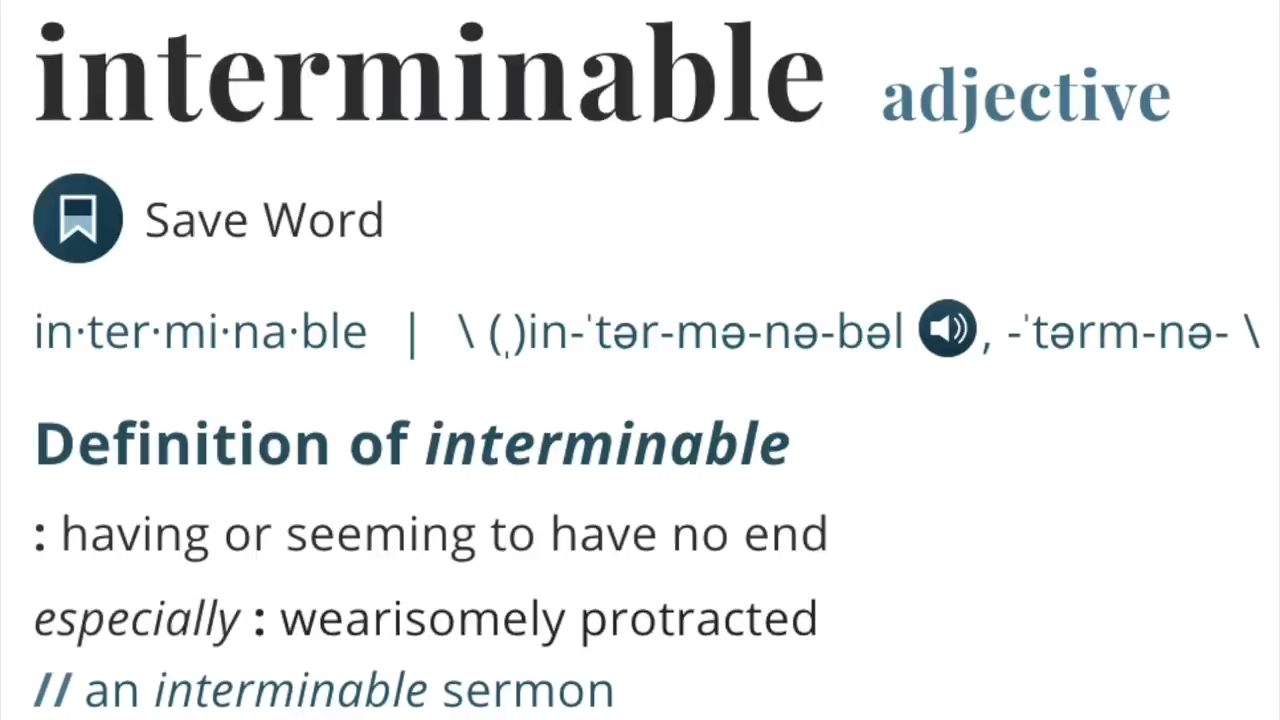 interminable adjective
Save Word
in·ter·mi·na·ble | \ (ˌ)in-ˈtər-mə-nə-bəl , -ˈtərm-nə- \
Definition of interminable
: having or seeming to have no end
especially : wearisomely protracted
// an interminable sermon